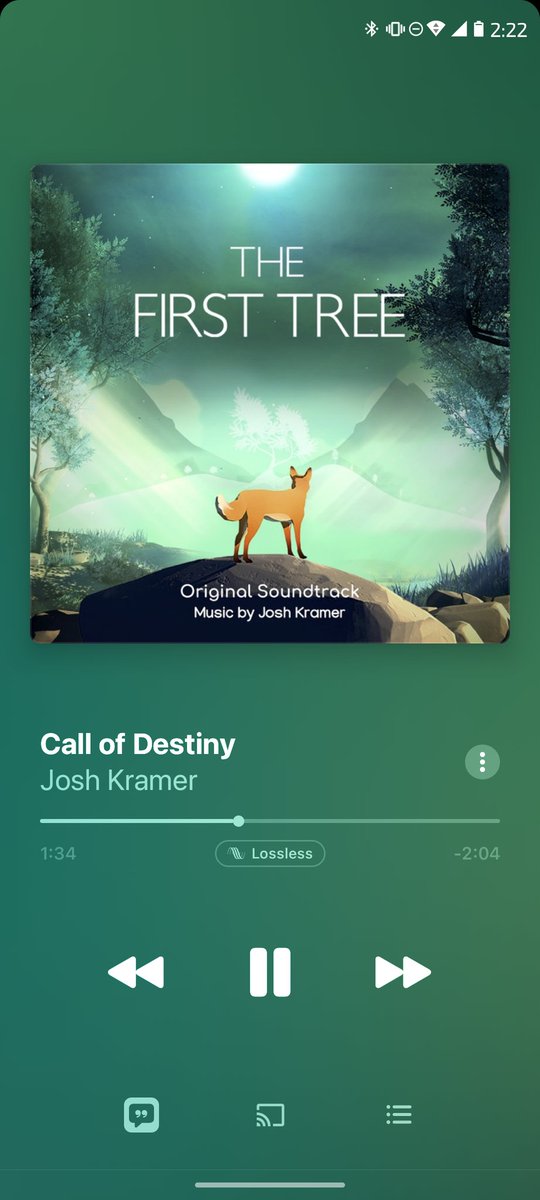 2:22
THE
FIRST TREE
Original Soundtrack
Music by Josh Kramer
Call of Destiny
Josh Kramer
1:34
Lossless
-2:04